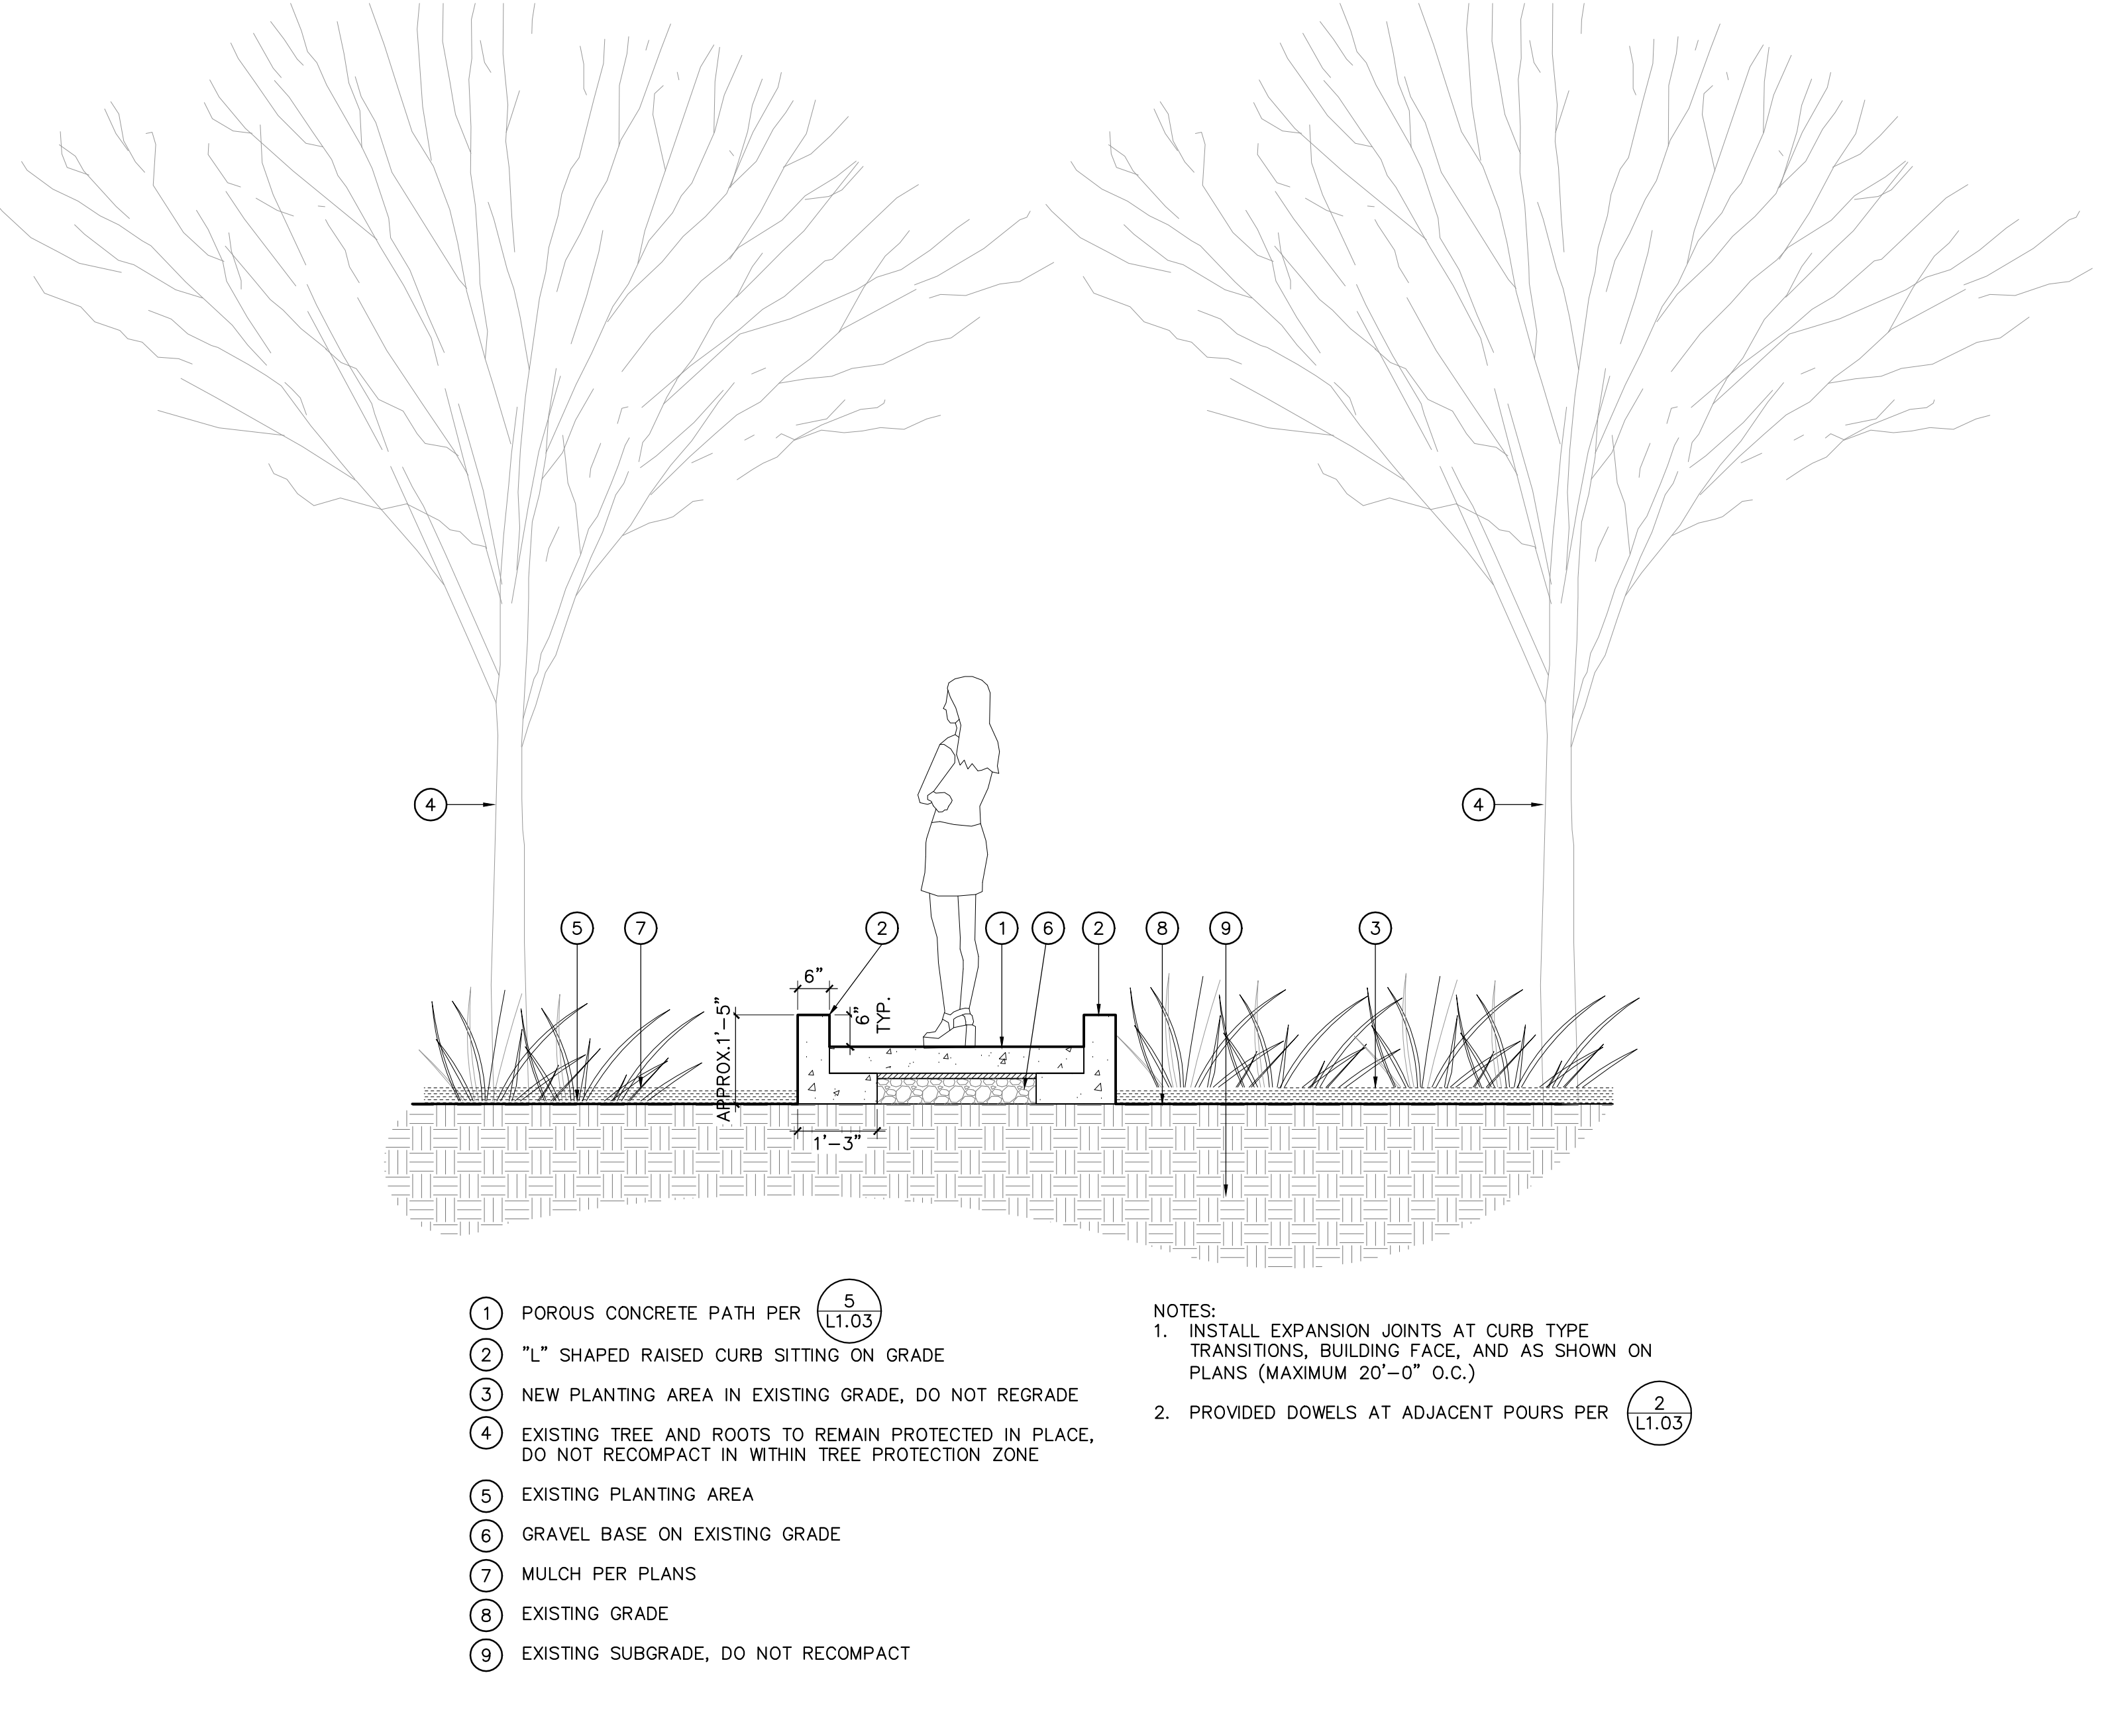 4
4
5
7
2
1
6
2
8
9
3
6"
6"
TYP.
APPROX.1'-5"
1'-3"
1 POROUS CONCRETE PATH PER 5
L1.03
2 "L" SHAPED RAISED CURB SITTING ON GRADE
3 NEW PLANTING AREA IN EXISTING GRADE, DO NOT REGRADE
4 EXISTING TREE AND ROOTS TO REMAIN PROTECTED IN PLACE,
DO NOT RECOMPACT IN WITHIN TREE PROTECTION ZONE
5 EXISTING PLANTING AREA
6 GRAVEL BASE ON EXISTING GRADE
7 MULCH PER PLANS
8 EXISTING GRADE
9 EXISTING SUBGRADE, DO NOT RECOMPACT
NOTES:
1. INSTALL EXPANSION JOINTS AT CURB TYPE
TRANSITIONS, BUILDING FACE, AND AS SHOWN ON
PLANS (MAXIMUM 20'-0" O.C.)
2. PROVIDED DOWELS AT ADJACENT POURS PER 2
L1.03